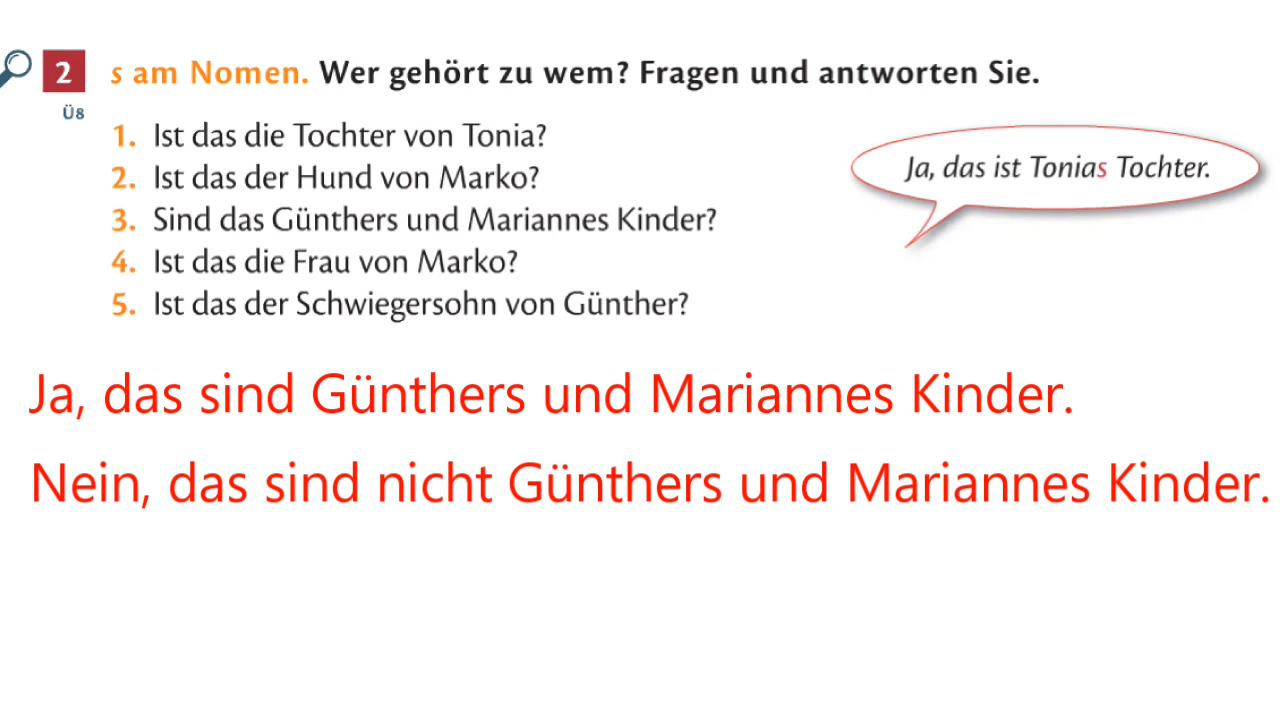 2 s am Nomen. Wer gehört zu wem? Fragen und antworten Sie.
Ü8
1. Ist das die Tochter von Tonia?
2. Ist das der Hund von Marko?
3. Sind das Günthers und Mariannes Kinder?
4. Ist das die Frau von Marko?
5. Ist das der Schwiegersohn von Günther?
Ja, das ist Tonias Tochter.
Ja, das sind Günthers und Mariannes Kinder.
Nein, das sind nicht Günthers und Mariannes Kinder.